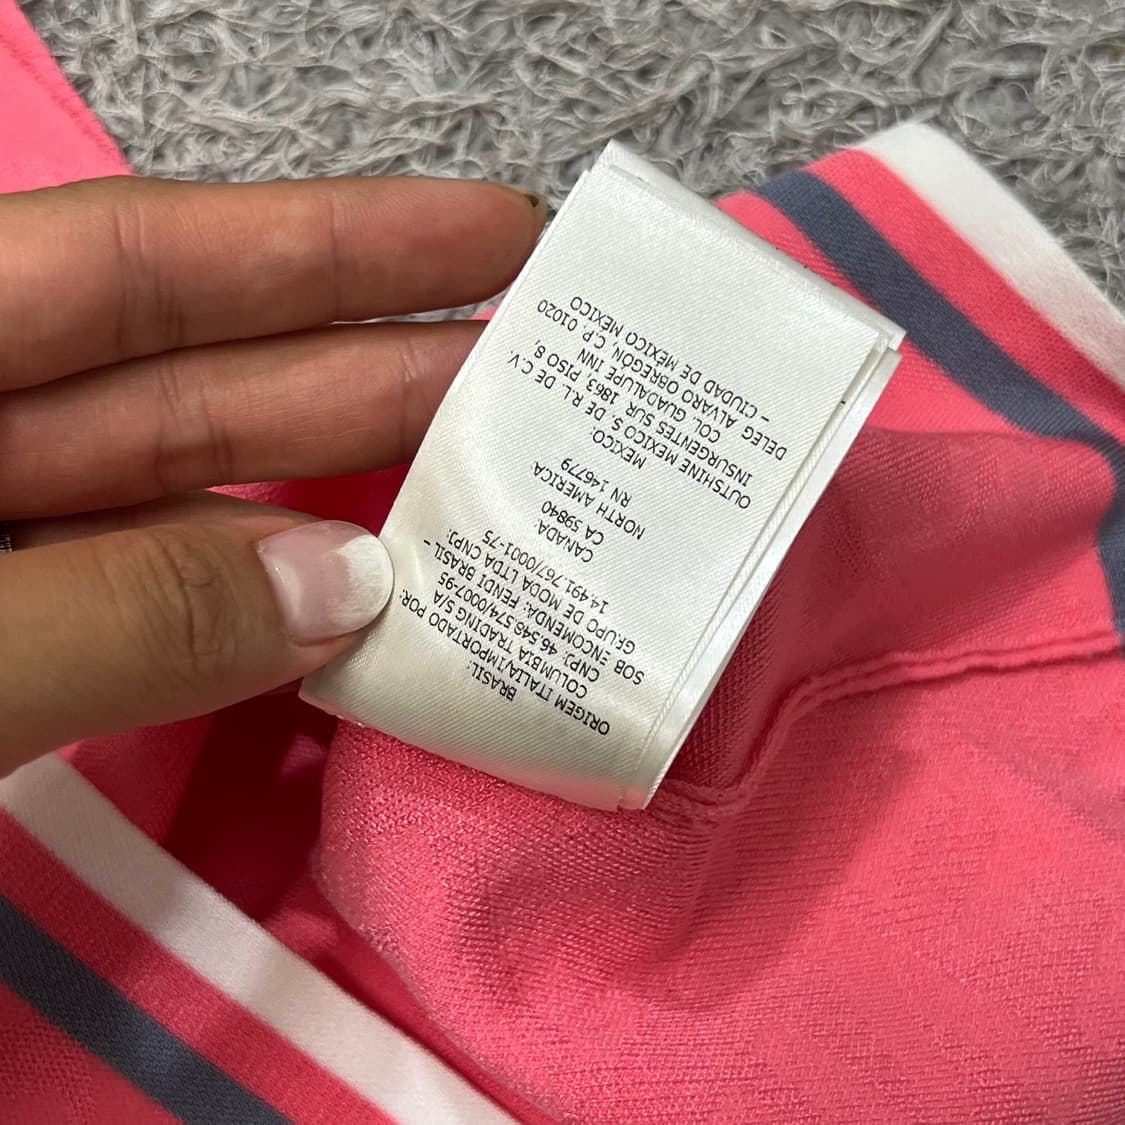 BRASIL:
ORIGEM ITALIA/IMPORTADO POR:
COLUMBIA TRADING S/A
CNPJ: 46.548.574/0007-95
SOB ENCOMENDA: FENDI BRASIL –
GRUPO DE MODA LTDA CNPJ:
14.491.767/0001-75
CANADA:
CA 59840
NORTH AMERICA:
RN 146779
MEXICO:
OUTSHINE MEXICO S. DE R.L. DE C.V.
INSURGENTES SUR, 1863, PISO 8,
COL. GUADALUPE INN
DELEG. ALVARO OBREGON, C.P. 01020
– CIUDAD DE MEXICO MEXICO